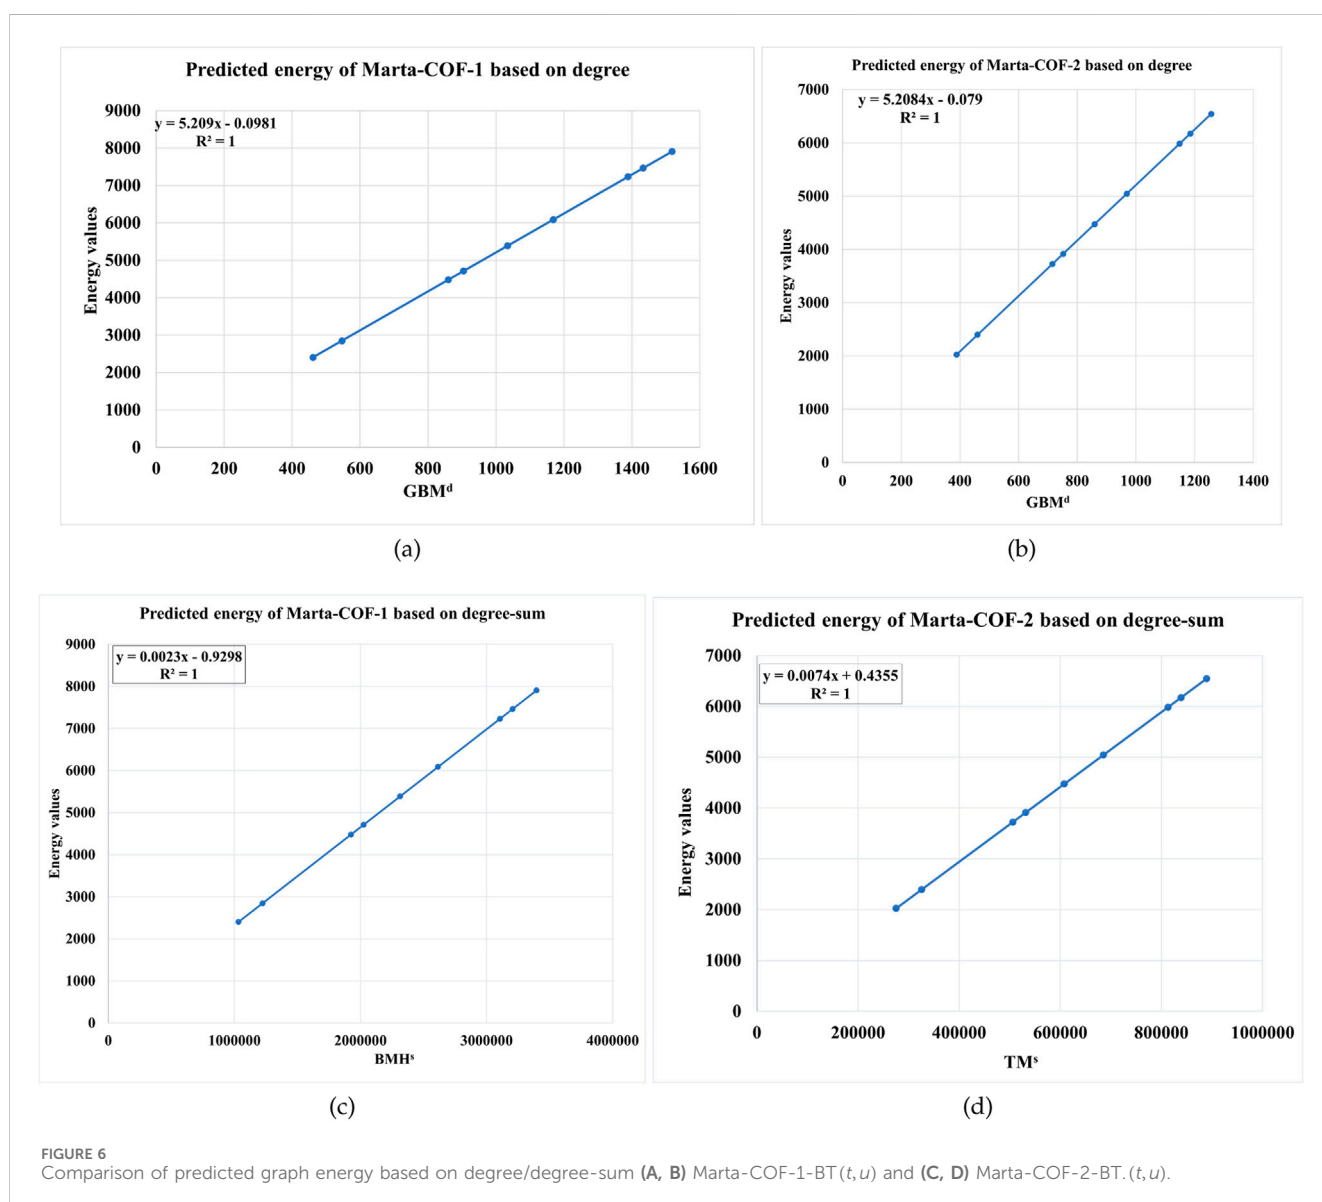 Predicted energy of Marta-COF-1 based on degree
y = 5.209x - 0.0981
R² = 1
9000
8000
7000
6000
5000
4000
3000
2000
1000
0
Energy values
0 200 400 600 800 1000 1200 1400 1600
GBMᵈ
(a)
Predicted energy of Marta-COF-2 based on degree
y = 5.2084x - 0.079
R² = 1
7000
6000
5000
4000
3000
2000
1000
0
Energy values
0 200 400 600 800 1000 1200 1400
GBMᵈ
(b)
Predicted energy of Marta-COF-1 based on degree-sum
y = 0.0023x - 0.9298
R² = 1
9000
8000
7000
6000
5000
4000
3000
2000
1000
0
Energy values
0 1000000 2000000 3000000 4000000
BMHˢ
(c)
Predicted energy of Marta-COF-2 based on degree-sum
y = 0.0074x + 0.4355
R² = 1
7000
6000
5000
4000
3000
2000
1000
0
Energy values
0 200000 400000 600000 800000 1000000
TMˢ
(d)
FIGURE 6
Comparison of predicted graph energy based on degree/degree-sum (A, B) Marta-COF-1-BT(t,u) and (C, D) Marta-COF-2-BT.(t,u).